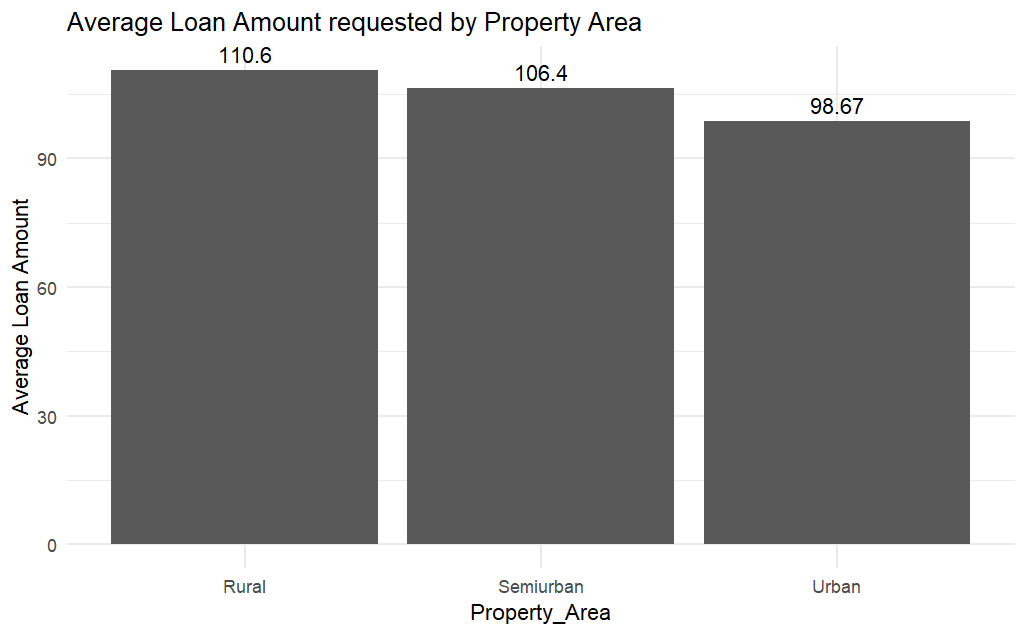 Average Loan Amount requested by Property Area
110.6
106.4
98.67
90
60
30
0
Average Loan Amount
Rural
Semiurban
Urban
Property_Area